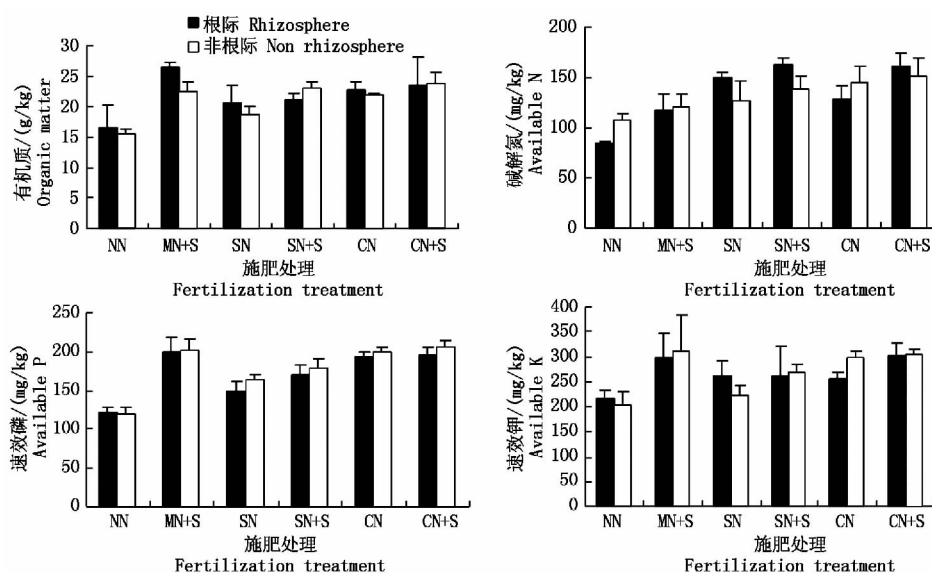 根际 Rhizosphere
非根际 Non rhizosphere
有机质/(g/kg)
Organic matter
30
25
20
15
10
5
0
NN MN+S SN SN+S CN CN+S
施肥处理
Fertilization treatment
碱解氮/(mg/kg)
Available N
200
150
100
50
0
NN MN+S SN SN+S CN CN+S
施肥处理
Fertilization treatment
速效磷/(mg/kg)
Available P
250
200
150
100
50
0
NN MN+S SN SN+S CN CN+S
施肥处理
Fertilization treatment
速效钾/(mg/kg)
Available K
400
350
300
250
200
250
100
50
0
NN MN+S SN SN+S CN CN+S
施肥处理
Fertilization treatment